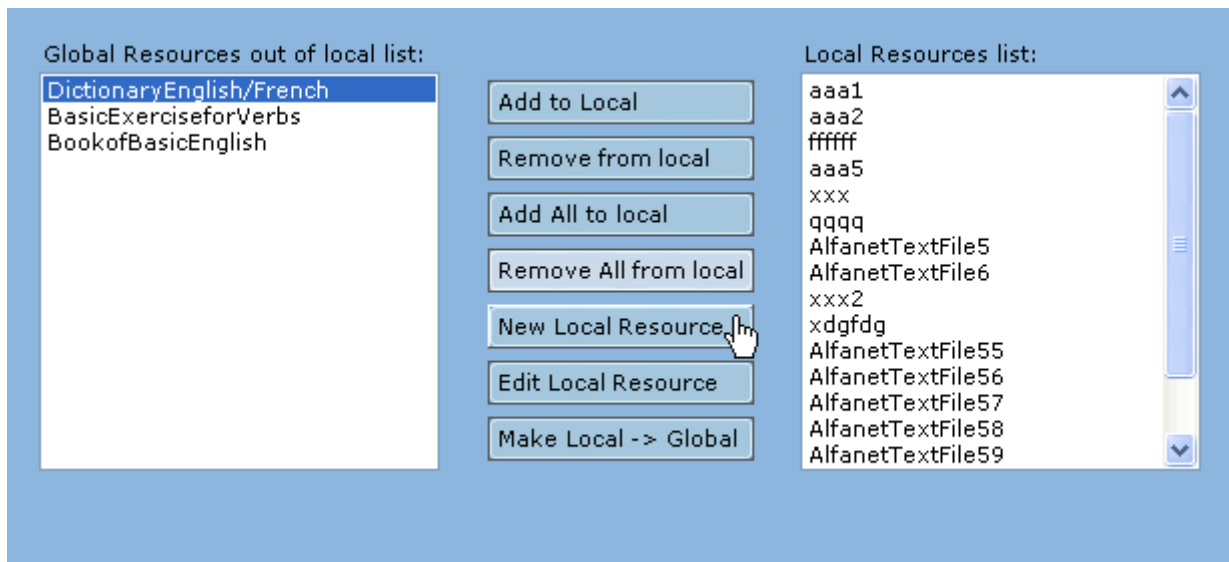 Global Resources out of local list:
DictionaryEnglish/French
BasicExerciseforVerbs
BookofBasicEnglish
Add to Local
Remove from local
Add All to local
Remove All from local
New Local Resource
Edit Local Resource
Make Local -> Global
Local Resources list:
aaa1
aaa2
ffffff
aaa5
xxx
qqqq
AlfanetTextFile5
AlfanetTextFile6
xxx2
xdgfdg
AlfanetTextFile55
AlfanetTextFile56
AlfanetTextFile57
AlfanetTextFile58
AlfanetTextFile59